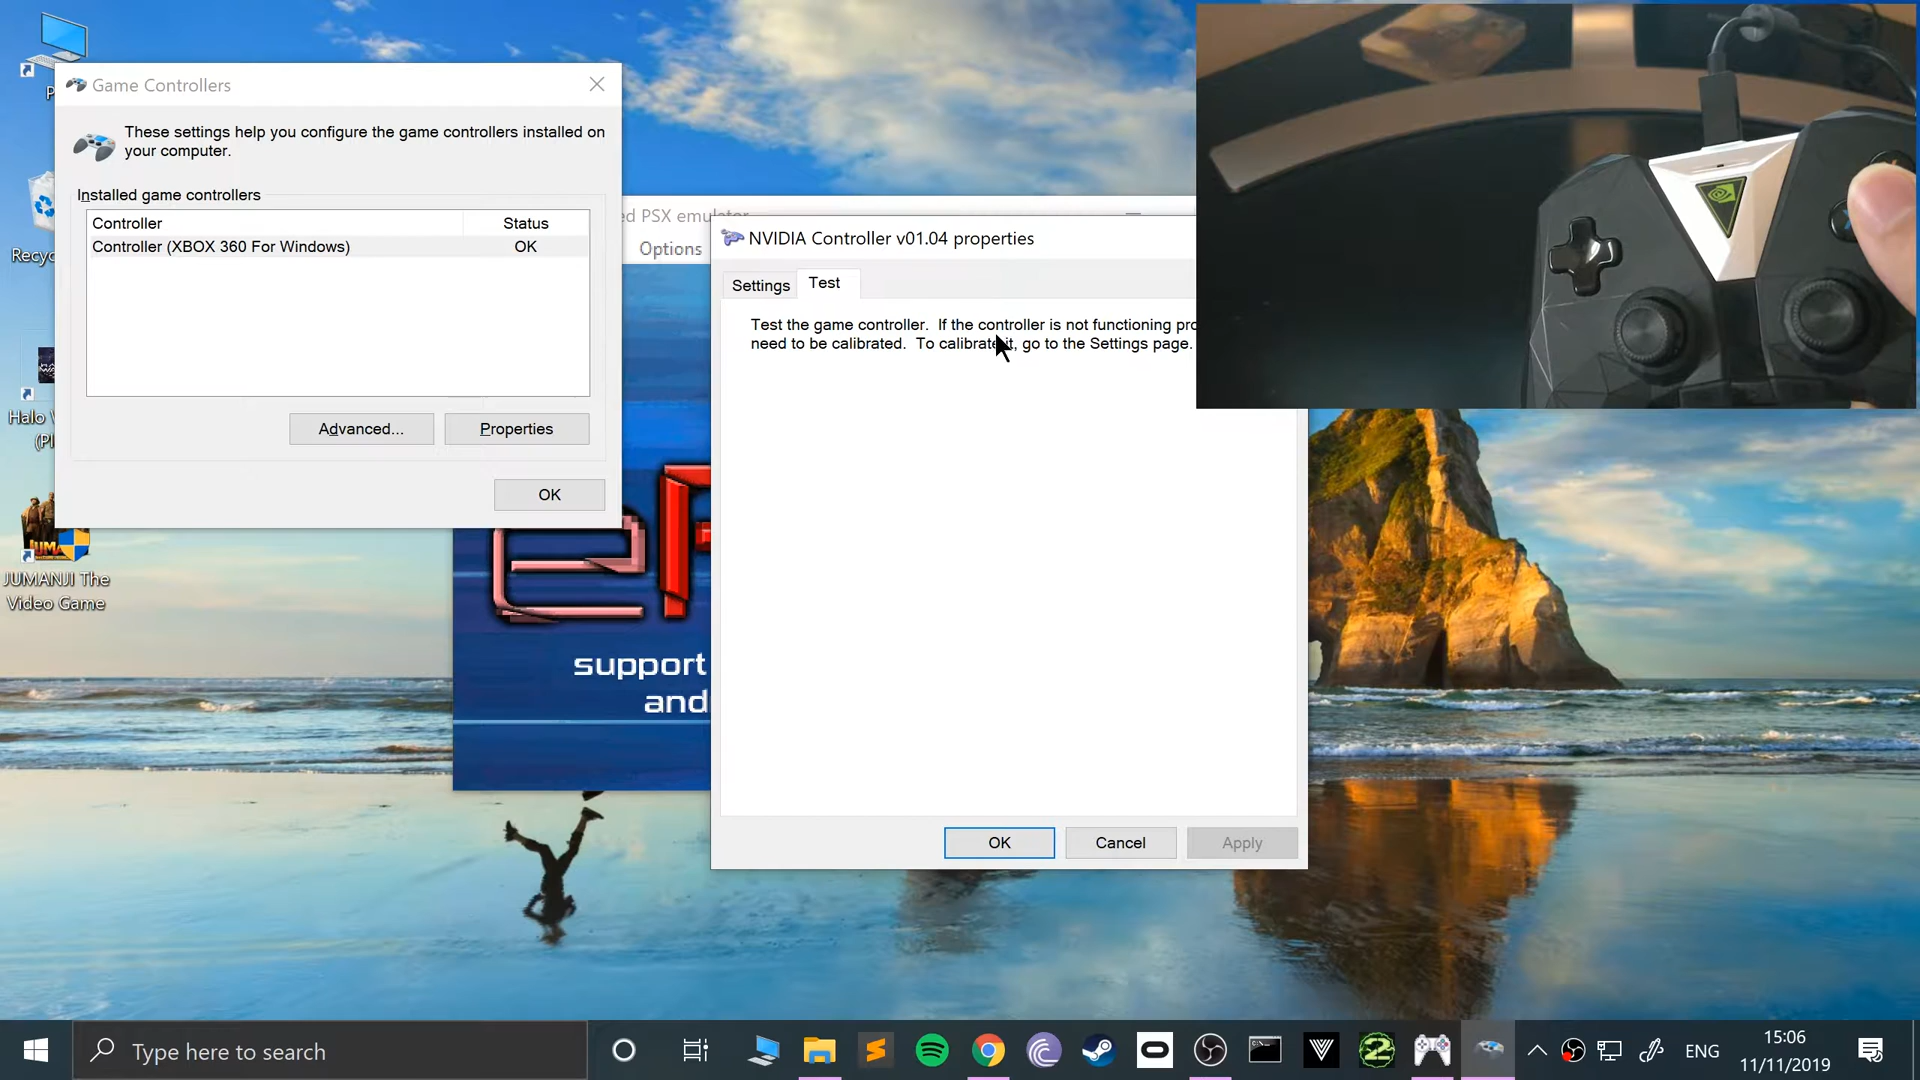 Game Controllers
These settings help you configure the game controllers installed on
your computer.
Installed game controllers
Controller Status
Controller (XBOX 360 For Windows) OK
Advanced... Properties
OK
PSX emulator
Options
support
and
NVIDIA Controller v01.04 properties
Settings Test
Test the game controller. If the controller is not functioning
need to be calibrated. To calibrate it, go to the Settings page.
OK Cancel Apply
Halo
JUMANJI The
Video Game
Type here to search
ENG
15:06
11/11/2019